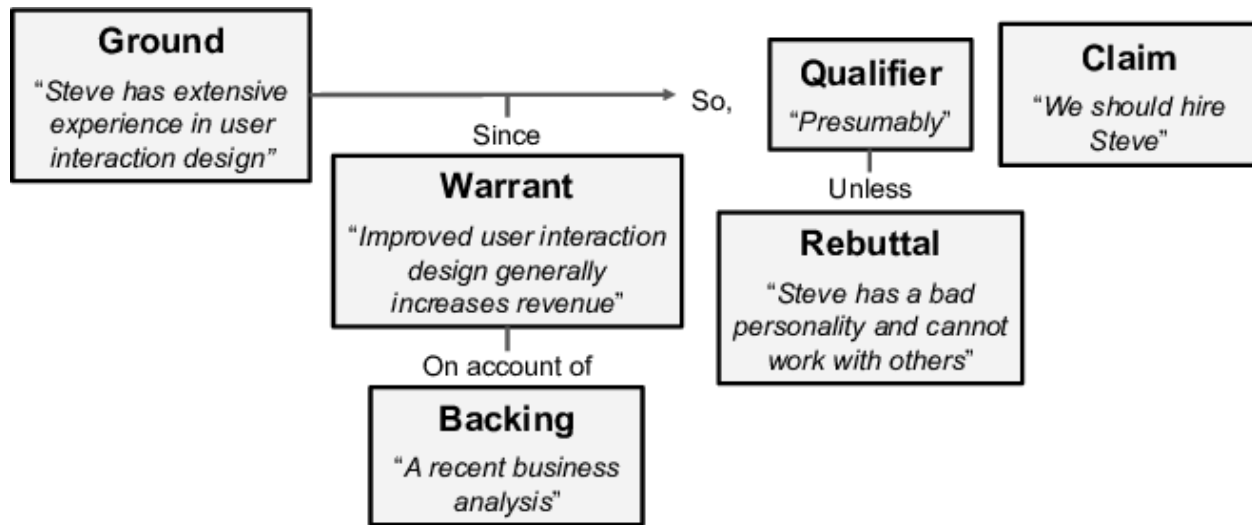 Ground
“Steve has extensive
experience in user
interaction design”
Since
Warrant
“Improved user interaction
design generally
increases revenue”
On account of
Backing
“A recent business
analysis”
So,
Qualifier
“Presumably”
Unless
Rebuttal
“Steve has a bad
personality and cannot
work with others”
Claim
“We should hire
Steve”